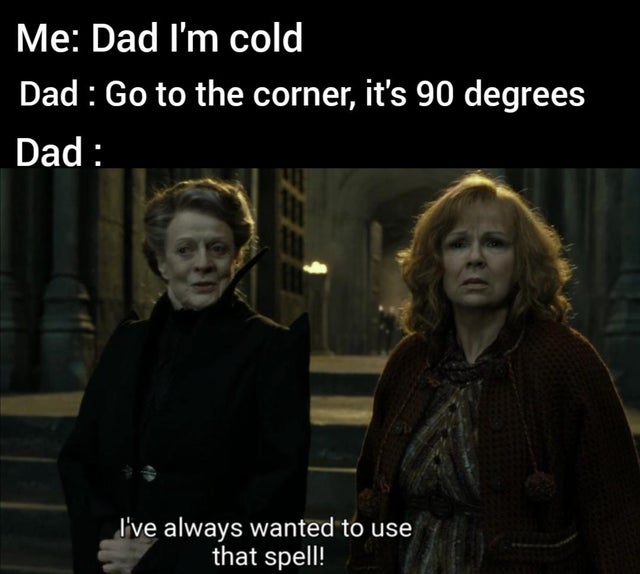 Me: Dad I'm cold
Dad : Go to the corner, it's 90 degrees
Dad :
I've always wanted to use
that spell!